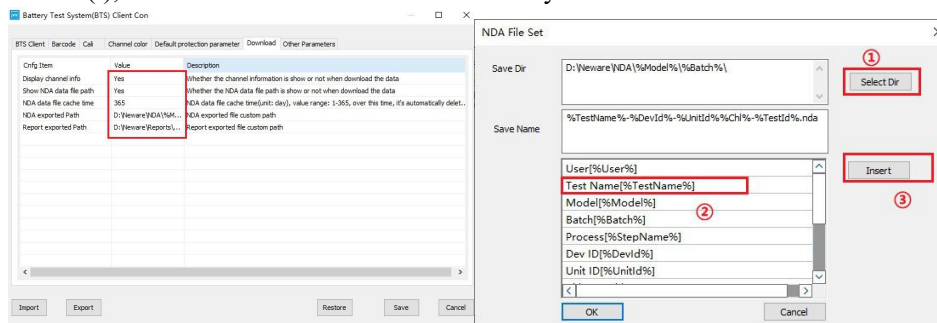 Battery Test System(BTS) Client Con
BTS Client Barcode Cali Channel color Default protection parameter Download Other Parameters
Cnfg Item Value Description
Display channel info Yes Whether the channel information is show or not when download the data
Show NDA data file path Yes Whether the NDA data file path is show or not when download the data
NDA data file cache time 365 NDA data file cache time(unit: day), value range: 1-365, over this time, it's automatically delet...
NDA exported Path D:\Neware\NDA\%M... NDA exported file custom path
Report exported Path D:\Neware\Reports\,... Report exported file custom path
Import Export Restore Save Cancel
NDA File Set
Save Dir D:\Neware\NDA\%Model%\%Batch%\
①
Select Dir
Save Name %TestName%-%DevId%-%UnitId%%Chl%-%TestId%.nda
User[%User%]
Insert
Test Name[%TestName%]
③
Model[%Model%]
②
Batch[%Batch%]
Process[%StepName%]
Dev ID[%DevId%]
Unit ID[%UnitId%]
OK Cancel